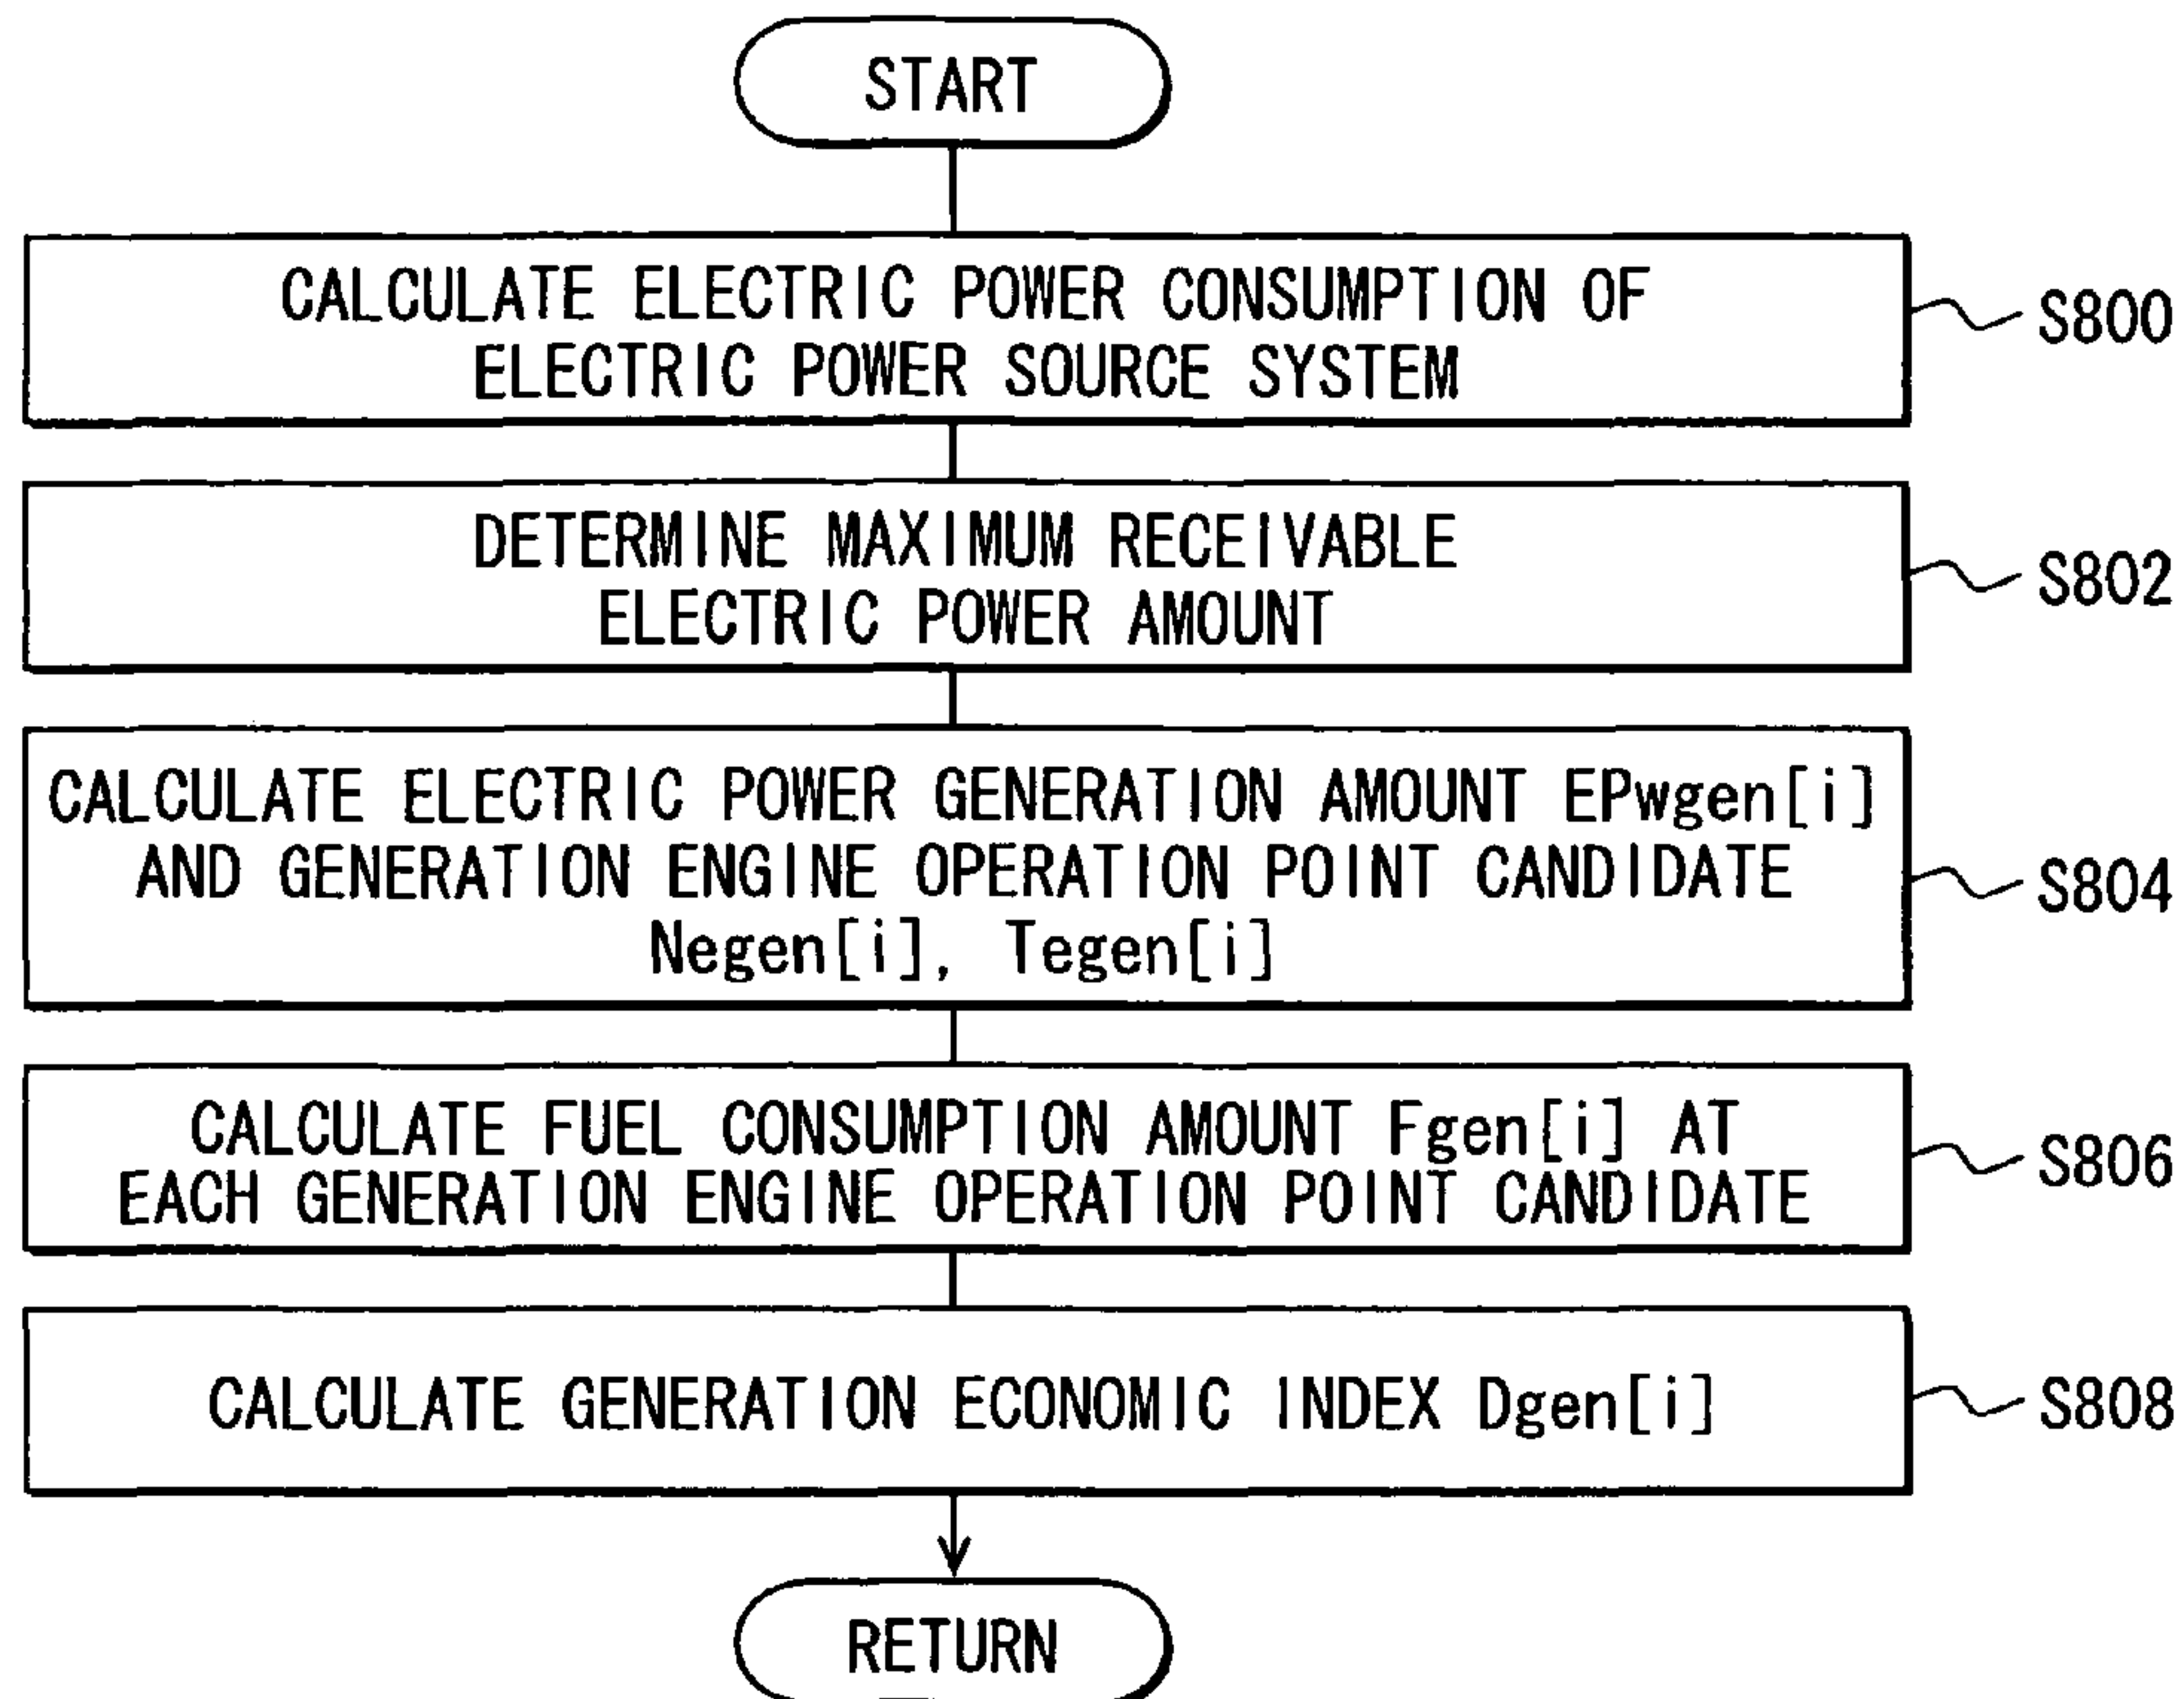 START
CALCULATE ELECTRIC POWER CONSUMPTION OF
ELECTRIC POWER SOURCE SYSTEM
S800
DETERMINE MAXIMUM RECEIVABLE
ELECTRIC POWER AMOUNT
S802
CALCULATE ELECTRIC POWER GENERATION AMOUNT EPwgen[i]
AND GENERATION ENGINE OPERATION POINT CANDIDATE
Negen[i], Tegen[i]
S804
CALCULATE FUEL CONSUMPTION AMOUNT Fgen[i] AT
EACH GENERATION ENGINE OPERATION POINT CANDIDATE
S806
CALCULATE GENERATION ECONOMIC INDEX Dgen[i]
S808
RETURN